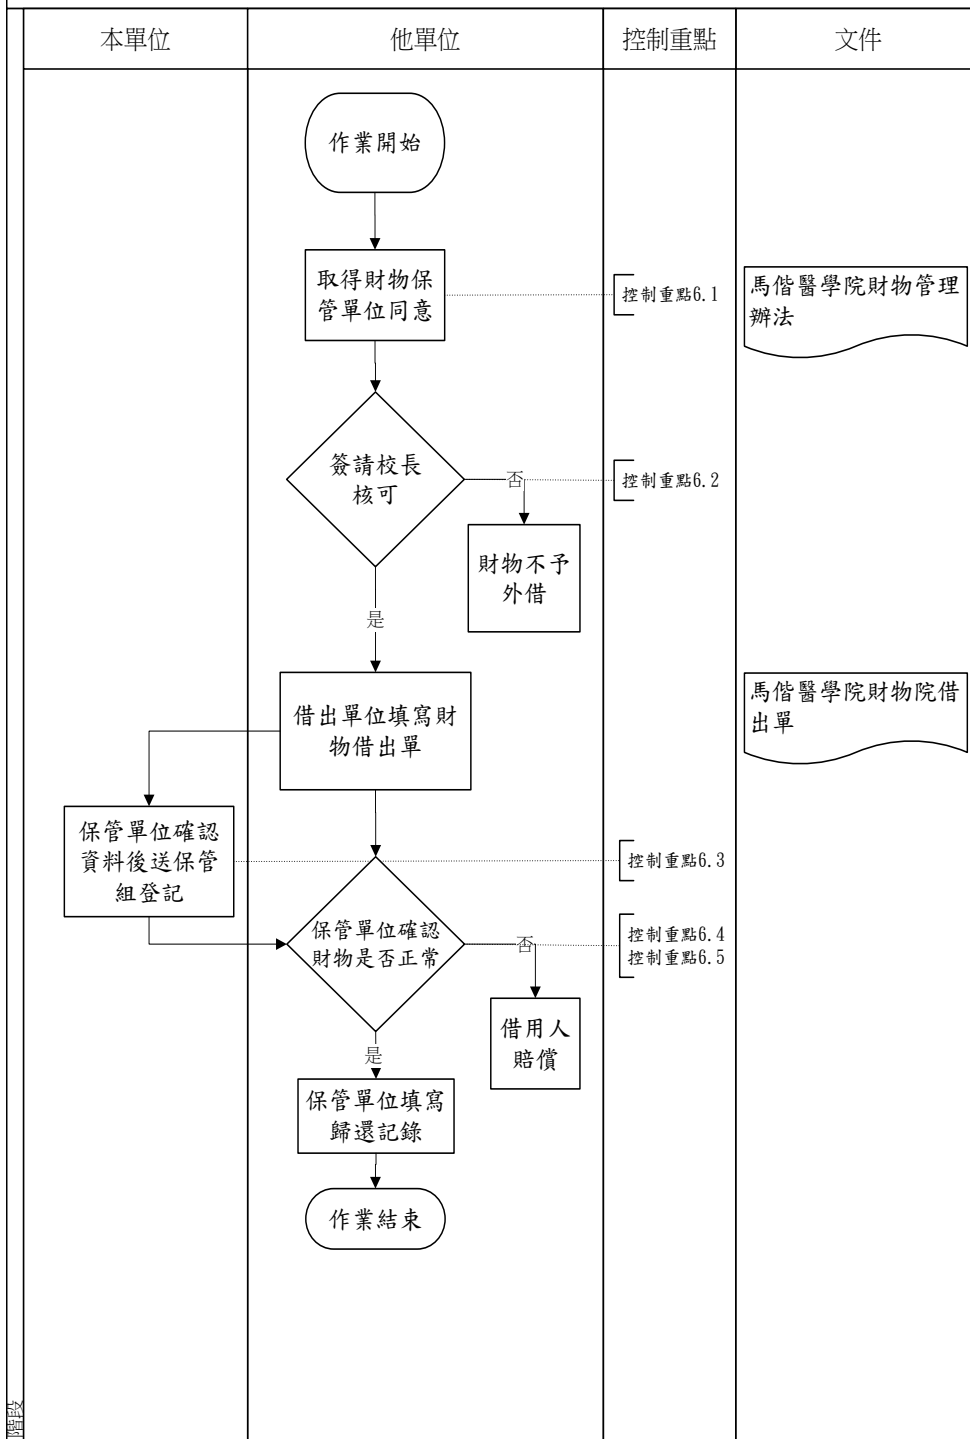 本單位
他單位
控制重點
文件
作業開始
取得財物保
管單位同意
控制重點6.1
馬偕醫學院財物管理
辦法
簽請校長
核可
否
控制重點6.2
財物不予
外借
是
借出單位填寫財
物借出單
馬偕醫學院財物院借
出單
保管單位確認
資料後送保管
組登記
控制重點6.3
保管單位確認
財物是否正常
否
控制重點6.4
控制重點6.5
借用人
賠償
是
保管單位填寫
歸還記錄
作業結束
階段